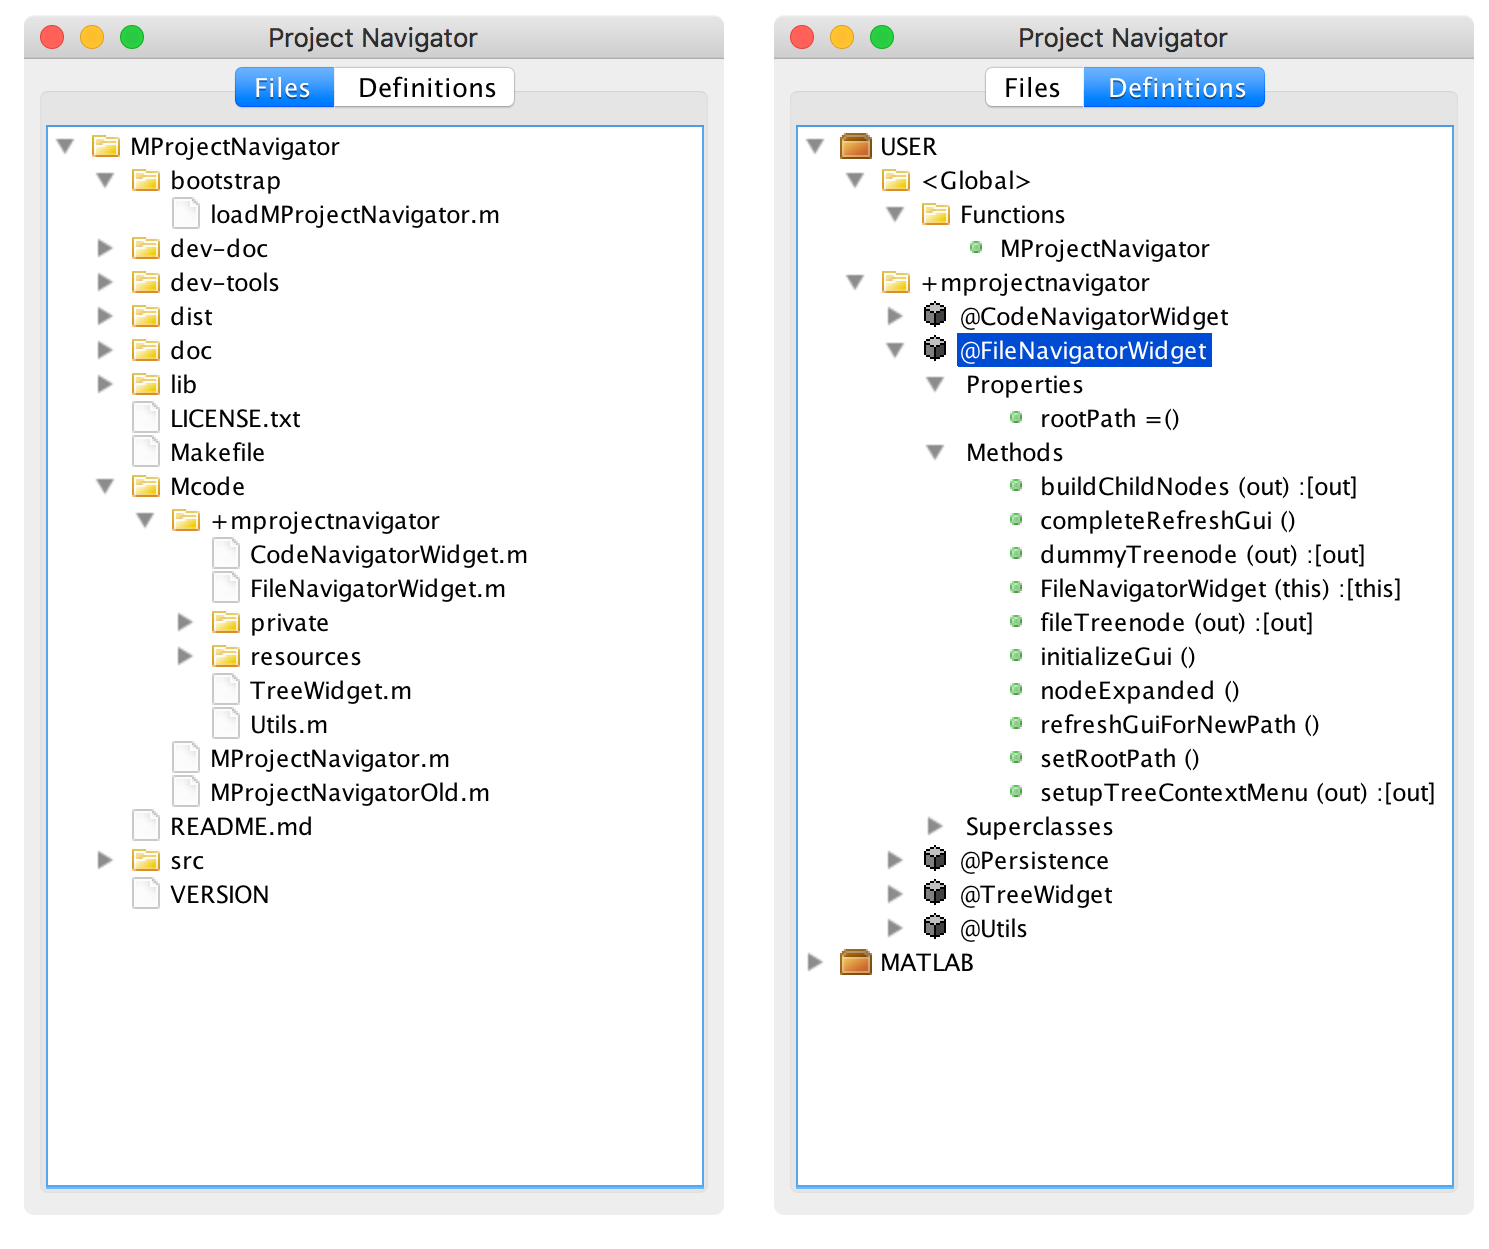 Project Navigator
Files
Definitions
MProjectNavigator
bootstrap
loadMProjectNavigator.m
dev-doc
dev-tools
dist
doc
lib
LICENSE.txt
Makefile
Mcode
+mprojectnavigator
CodeNavigatorWidget.m
FileNavigatorWidget.m
private
resources
TreeWidget.m
Utils.m
MProjectNavigator.m
MProjectNavigatorOld.m
README.md
src
VERSION
Project Navigator
Files
Definitions
USER
<Global>
Functions
MProjectNavigator
+mprojectnavigator
@CodeNavigatorWidget
@FileNavigatorWidget
Properties
rootPath =()
Methods
buildChildNodes (out) :[out]
completeRefreshGui ()
dummyTreenode (out) :[out]
FileNavigatorWidget (this) :[this]
fileTreenode (out) :[out]
initializeGui ()
nodeExpanded ()
refreshGuiForNewPath ()
setRootPath ()
setupTreeContextMenu (out) :[out]
Superclasses
@Persistence
@TreeWidget
@Utils
MATLAB